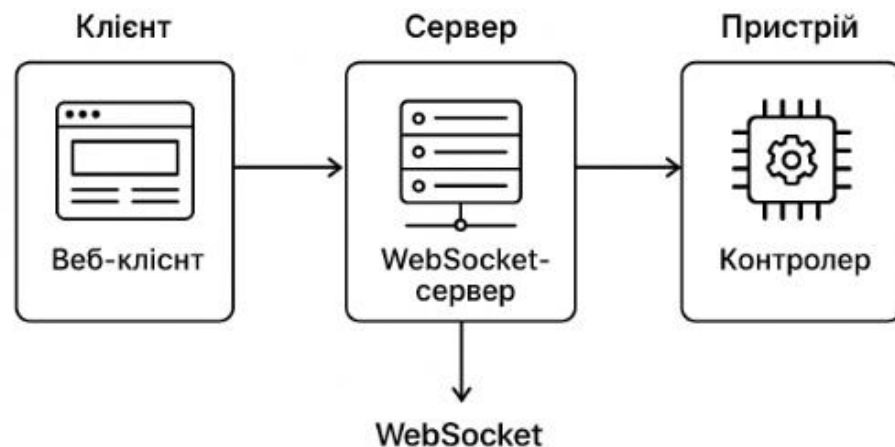 Клієнт
Сервер
Пристрій
Веб-клієнт
WebSocket-
сервер
Контролер
WebSocket